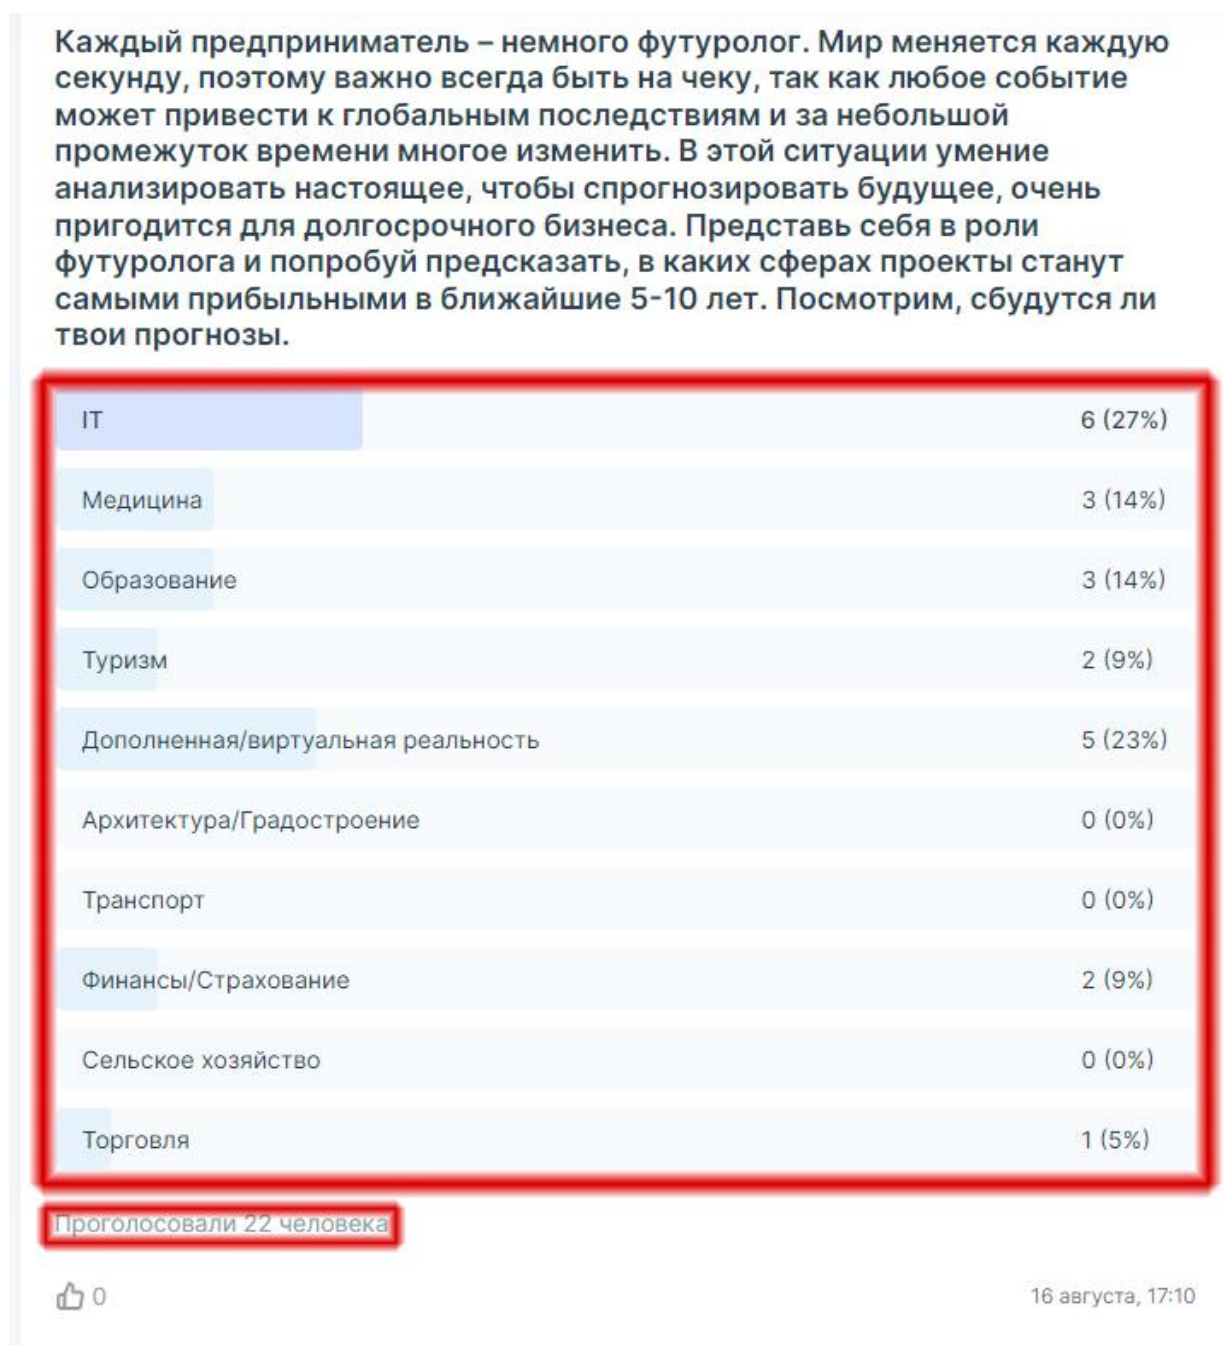 Каждый предприниматель – немного футуролог. Мир меняется каждую
секунду, поэтому важно всегда быть на чеку, так как любое событие
может привести к глобальным последствиям и за небольшой
промежуток времени многое изменить. В этой ситуации умение
анализировать настоящее, чтобы спрогнозировать будущее, очень
пригодится для долгосрочного бизнеса. Представь себя в роли
футуролога и попробуй предсказать, в каких сферах проекты станут
самыми прибыльными в ближайшие 5-10 лет. Посмотрим, сбудутся ли
твои прогнозы.
IT 6 (27%)
Медицина 3 (14%)
Образование 3 (14%)
Туризм 2 (9%)
Дополненная/виртуальная реальность 5 (23%)
Архитектура/Градостроение 0 (0%)
Транспорт 0 (0%)
Финансы/Страхование 2 (9%)
Сельское хозяйство 0 (0%)
Торговля 1 (5%)
Проголосовали 22 человека
0 16 августа, 17:10